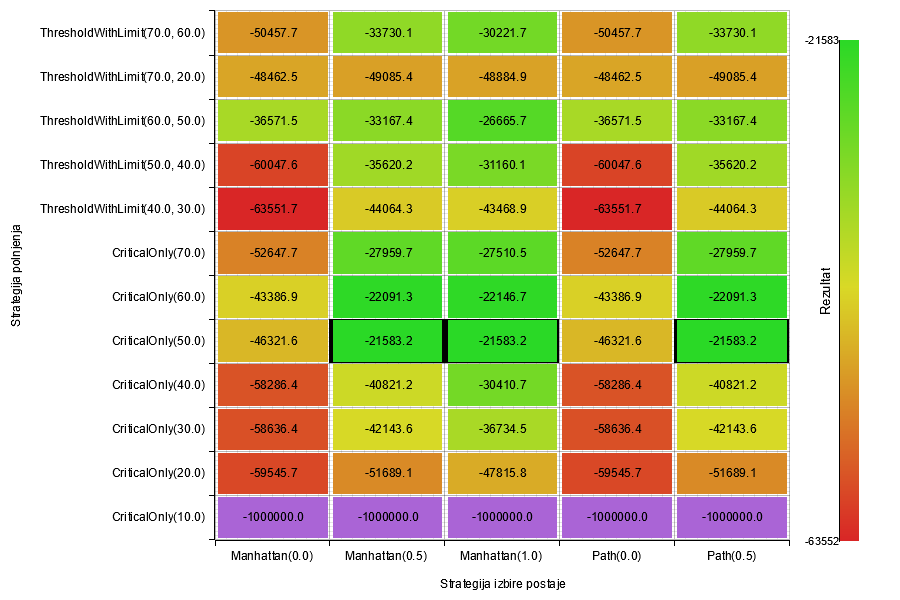 ThresholdWithLimit(70.0, 60.0) -50457.7 -33730.1 -30221.7 -50457.7 -33730.1
ThresholdWithLimit(70.0, 20.0) -48462.5 -49085.4 -48884.9 -48462.5 -49085.4
ThresholdWithLimit(60.0, 50.0) -36571.5 -33167.4 -26665.7 -36571.5 -33167.4
ThresholdWithLimit(50.0, 40.0) -60047.6 -35620.2 -31160.1 -60047.6 -35620.2
ThresholdWithLimit(40.0, 30.0) -63551.7 -44064.3 -43468.9 -63551.7 -44064.3
CriticalOnly(70.0) -52647.7 -27959.7 -27510.5 -52647.7 -27959.7
CriticalOnly(60.0) -43386.9 -22091.3 -22146.7 -43386.9 -22091.3
CriticalOnly(50.0) -46321.6 -21583.2 -21583.2 -46321.6 -21583.2
CriticalOnly(40.0) -58286.4 -40821.2 -30410.7 -58286.4 -40821.2
CriticalOnly(30.0) -58636.4 -42143.6 -36734.5 -58636.4 -42143.6
CriticalOnly(20.0) -59545.7 -51689.1 -47815.8 -59545.7 -51689.1
CriticalOnly(10.0) -1000000.0 -1000000.0 -1000000.0 -1000000.0 -1000000.0
Manhattan(0.0) Manhattan(0.5) Manhattan(1.0) Path(0.0) Path(0.5)
Strategija izbire postaje
Strategija polnjenja
-21583
Rezultat
-63552